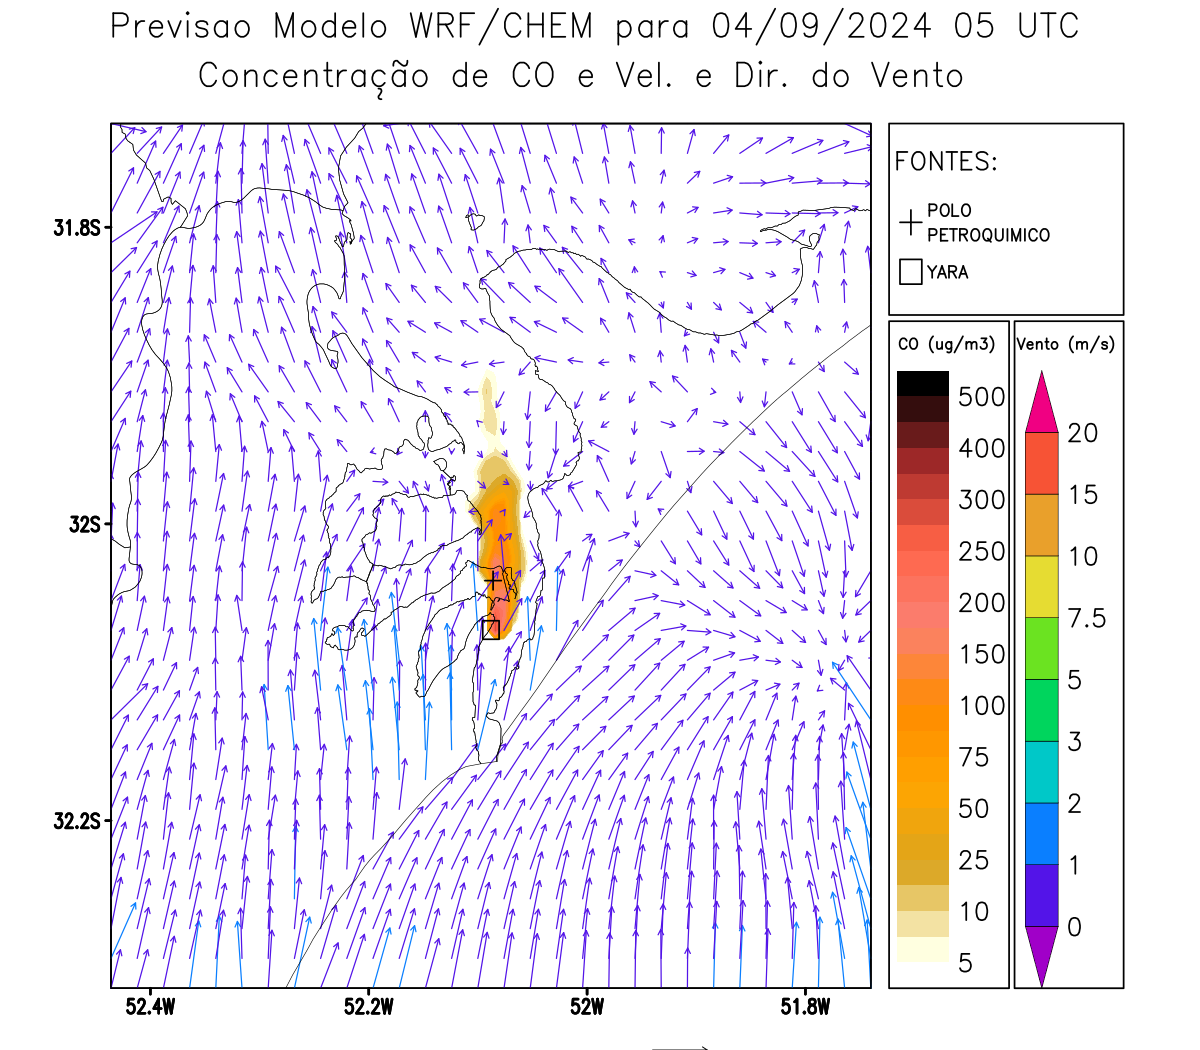 Previsao Modelo WRF/CHEM para 04/09/2024 05 UTC
Concentração de CO e Vel. e Dir. do Vento
FONTES:
POLO
PETROQUIMICO
YARA
31.8S
32S
32.2S
52.4W
52.2W
52W
51.8W
CO (ug/m3)
500
400
300
250
200
150
100
75
50
25
10
5
Vento (m/s)
20
15
10
7.5
5
3
2
1
0